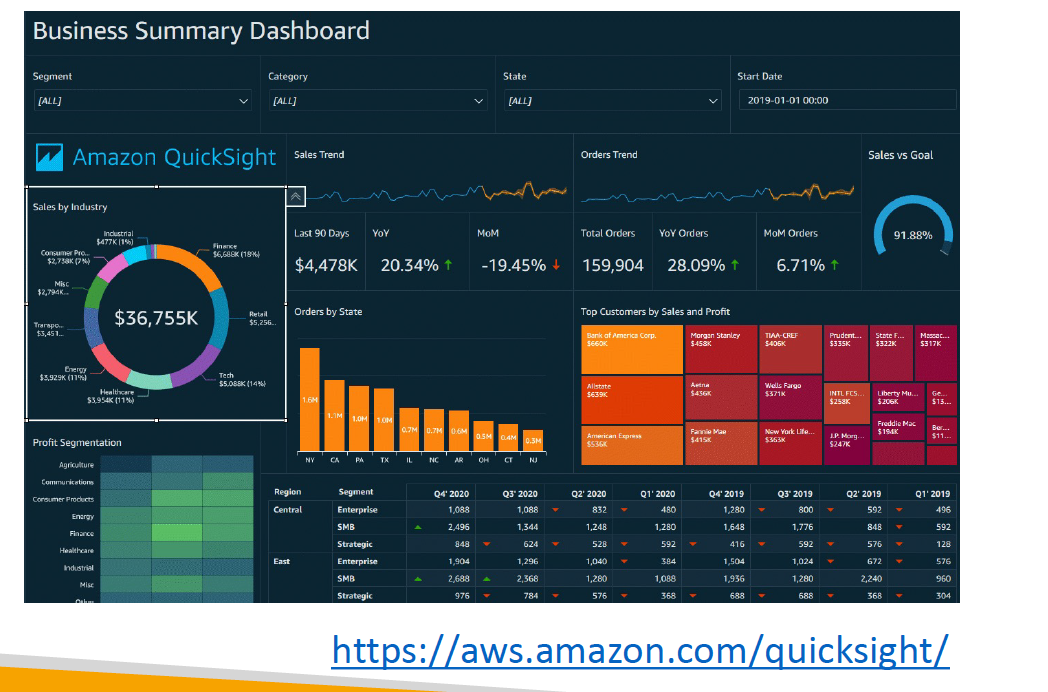 Business Summary Dashboard
Segment
[ALL]
Category
[ALL]
State
[ALL]
Start Date
2019-01-01 00:00
Amazon QuickSight
Sales by Industry
Industrial
$477K (1%)
Finance
$6,688K (18%)
Consumer Pro...
$2,738K (7%)
Misc
$2,794K...
Retail
$5,256...
$36,755K
Transpo...
$3,451...
Energy
$3,929K (11%)
Tech
$5,088K (14%)
Healthcare
$3,954K (11%)
Sales Trend
Last 90 Days
$4,478K
YoY
20.34%
MoM
-19.45%
Orders Trend
Total Orders
159,904
YoY Orders
28.09%
MoM Orders
6.71%
Sales vs Goal
91.88%
Orders by State
1.6M 1.1M 1.0M 1.0M 0.7M 0.7M 0.6M 0.5M 0.4M 0.3M
NY CA PA TX IL NC AR OH CT NJ
Top Customers by Sales and Profit
Bank of America Corp.
$660K
Allstate
$639K
American Express
$536K
Morgan Stanley
$458K
Aetna
$436K
Fannie Mae
$415K
TIAA-CREF
$406K
Wells Fargo
$371K
New York Life...
$363K
Prudent...
$335K
State F...
$322K
Massac...
$317K
INTL FCS...
$258K
J.P. Morg...
$247K
Liberty Mu...
$206K
Freddie Mac
$194K
Ge...
$13...
Ber...
$11...
Profit Segmentation
Agriculture
Communications
Consumer Products
Energy
Finance
Healthcare
Industrial
Misc
Other
Region Segment Q4' 2020 Q3' 2020 Q2' 2020 Q1' 2020 Q4' 2019 Q3' 2019 Q2' 2019 Q1' 2019
Central Enterprise 1,088 1,088 832 480 1,280 800 592 496
SMB 2,496 1,344 1,248 1,280 1,648 1,776 848 592
Strategic 848 624 528 592 416 592 576 128
East Enterprise 1,904 1,296 1,040 384 1,504 1,024 672 576
SMB 2,688 2,368 1,280 1,088 1,936 1,280 2,240 960
Strategic 976 784 576 368 688 688 368 304
https://aws.amazon.com/quicksight/